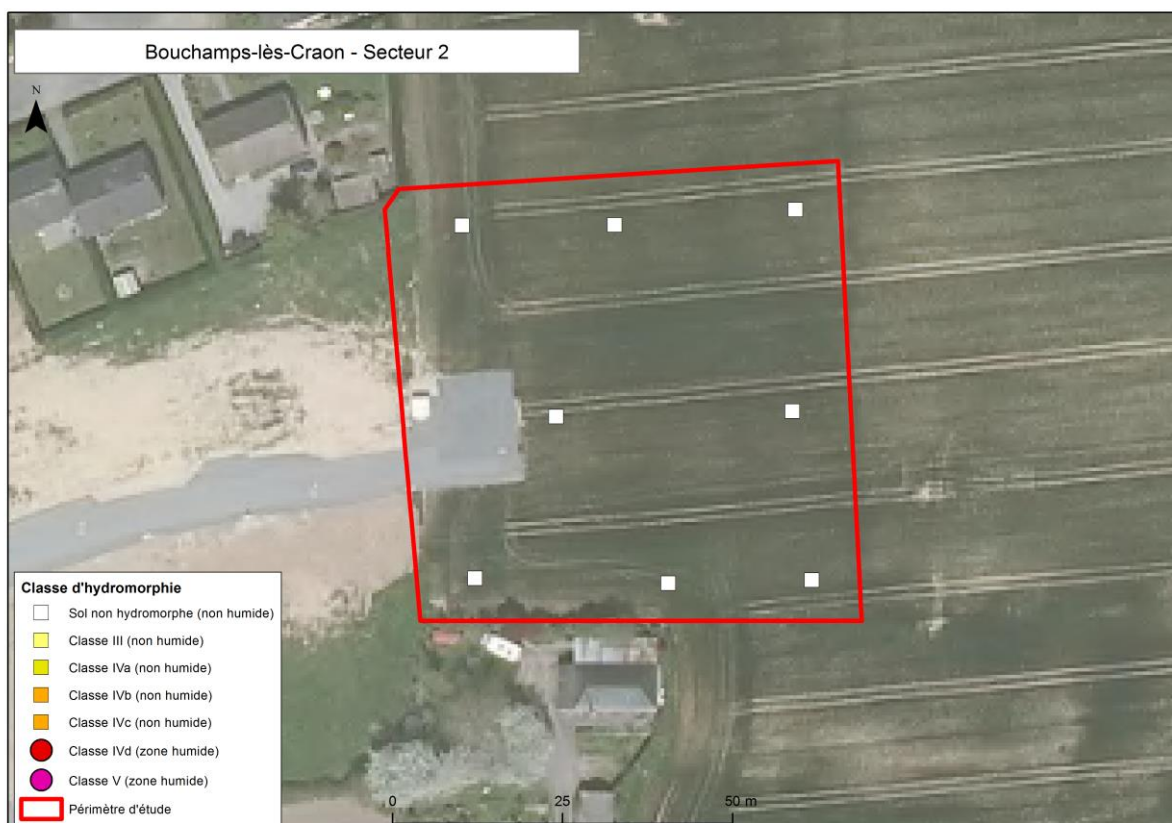 Bouchamps-lès-Craon - Secteur 2
N
Classe d'hydromorphie
Sol non hydromorphe (non humide)
Classe III (non humide)
Classe IVa (non humide)
Classe IVb (non humide)
Classe IVc (non humide)
Classe IVd (zone humide)
Classe V (zone humide)
Périmètre d'étude
0 25 50 m